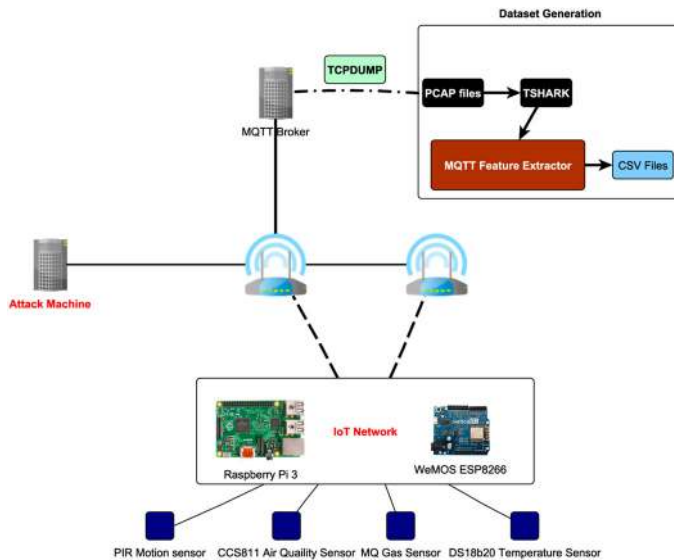 Dataset Generation
TCPDUMP
PCAP files
TSHARK
MQTT Broker
MQTT Feature Extractor
CSV Files
Attack Machine
IoT Network
Raspberry Pi 3
WeMOS ESP8266
PIR Motion sensor
CCS811 Air Quaility Sensor
MQ Gas Sensor
DS18b20 Temperature Sensor